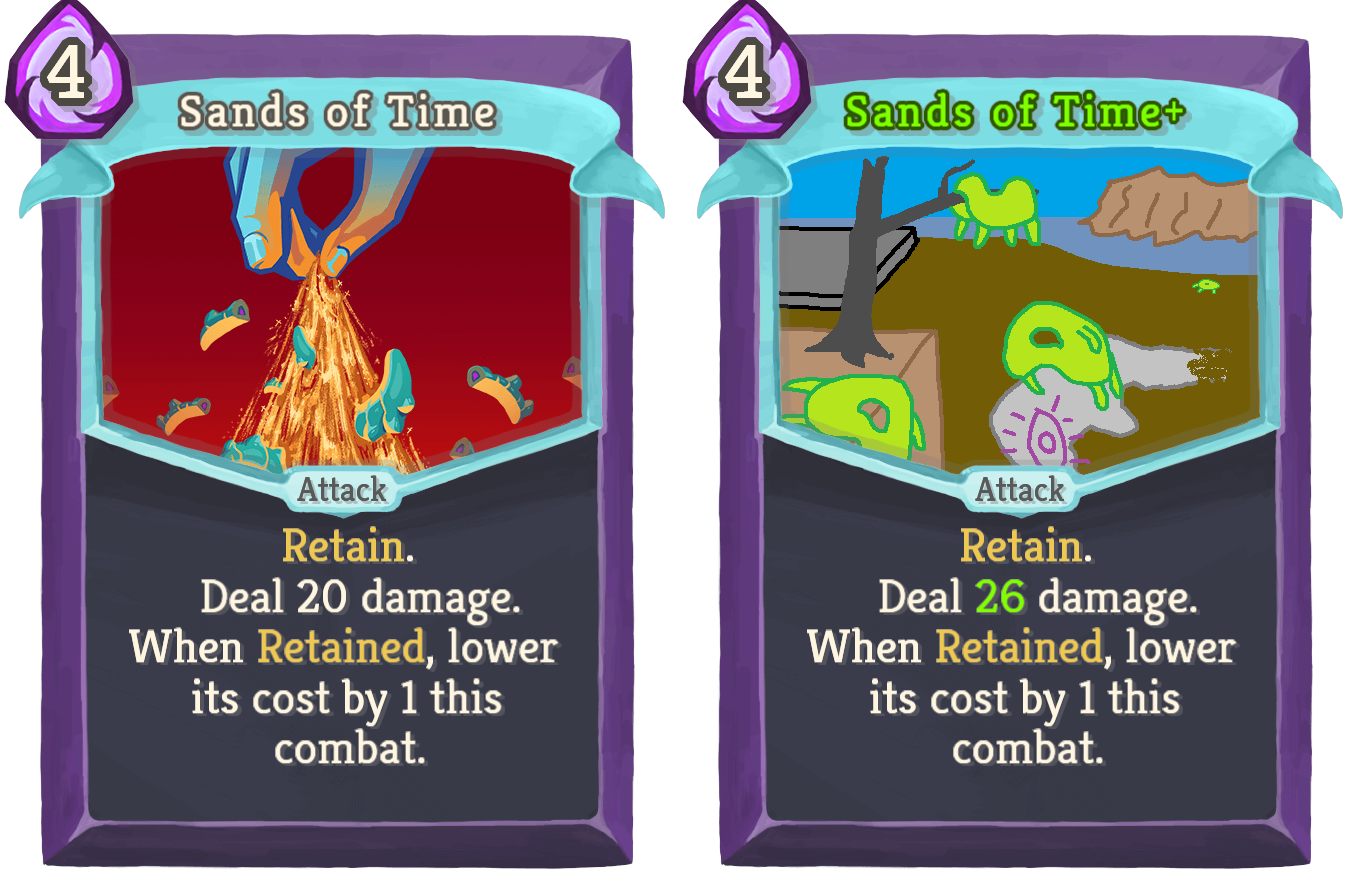 4
Sands of Time
Attack
Retain.
Deal 20 damage.
When Retained, lower
its cost by 1 this
combat.
4
Sands of Time+
Attack
Retain.
Deal 26 damage.
When Retained, lower
its cost by 1 this
combat.